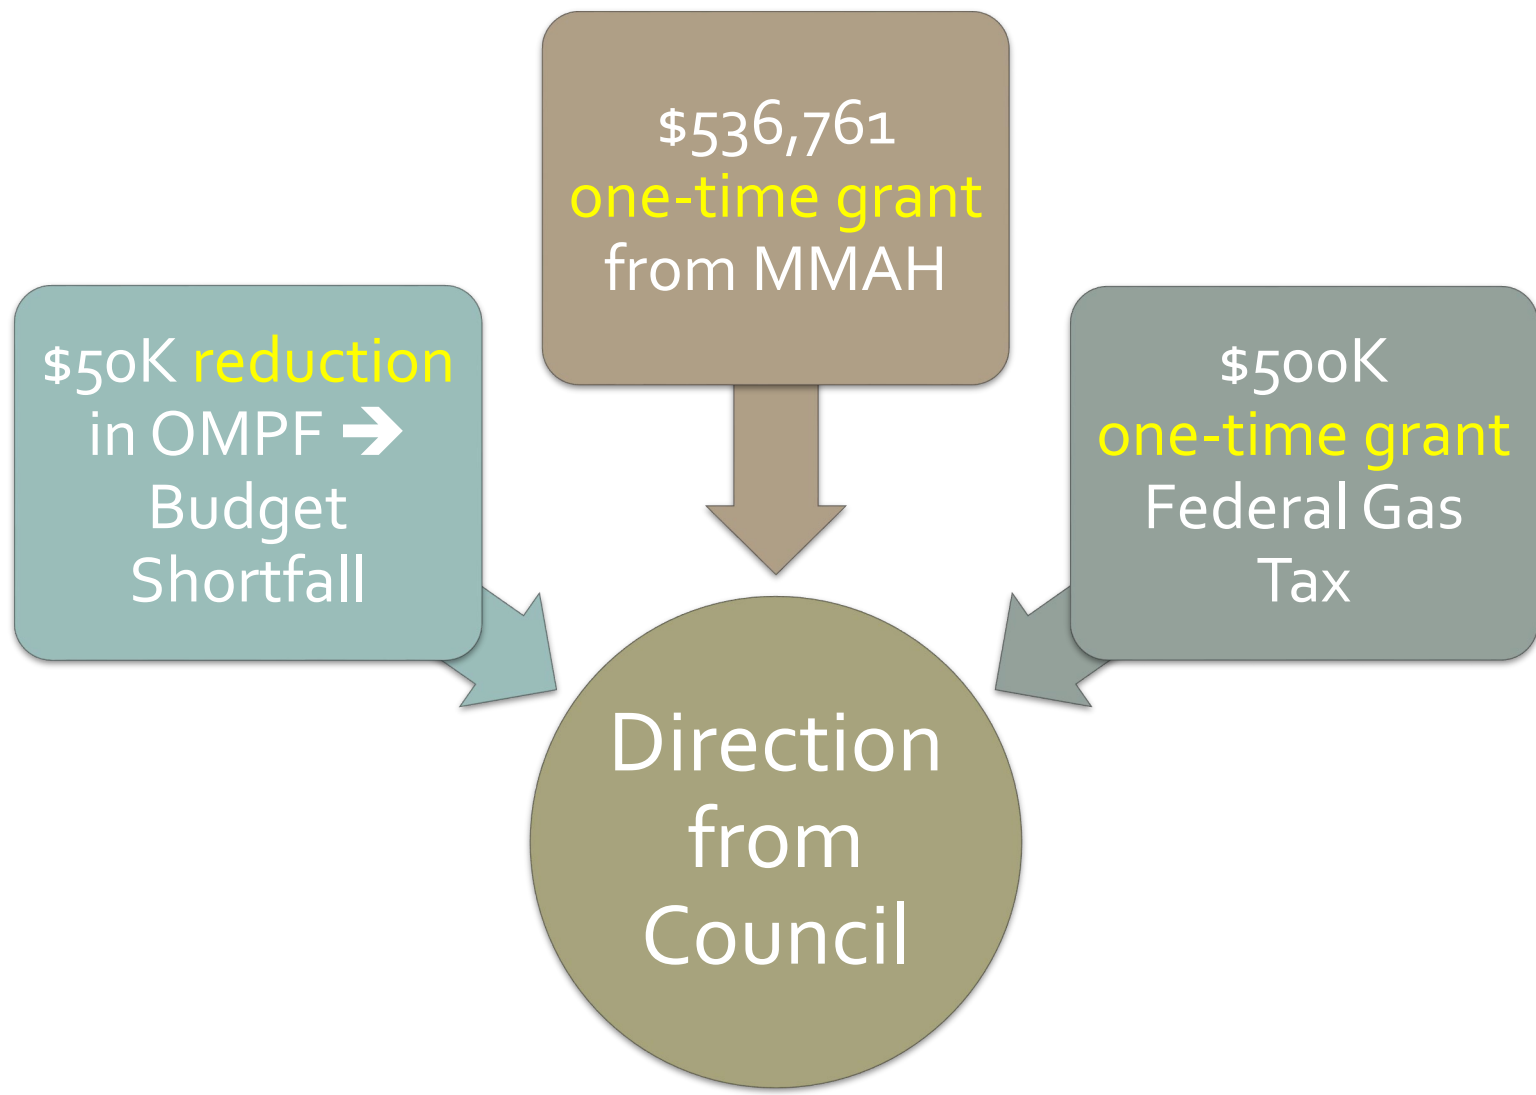 $50K reduction
in OMPF →
Budget
Shortfall
$536,761
one-time grant
from MMAH
$500K
one-time grant
Federal Gas
Tax
Direction
from
Council